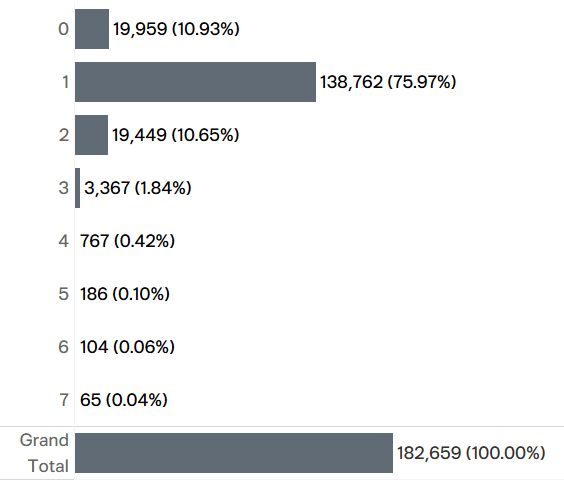 0 19,959 (10.93%)
1 138,762 (75.97%)
2 19,449 (10.65%)
3 3,367 (1.84%)
4 767 (0.42%)
5 186 (0.10%)
6 104 (0.06%)
7 65 (0.04%)
Grand
Total
182,659 (100.00%)